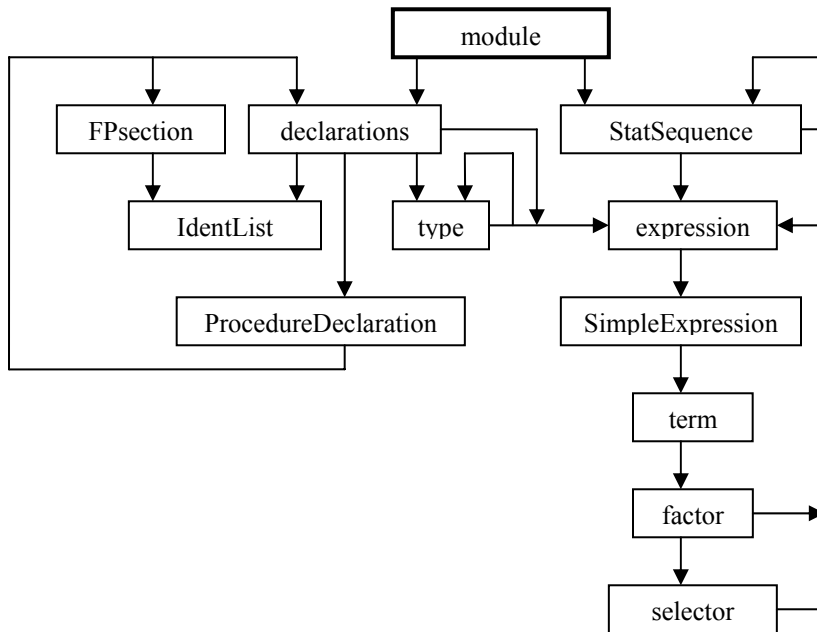 module
FPsection
declarations
StatSequence
IdentList
type
expression
ProcedureDeclaration
SimpleExpression
term
factor
selector